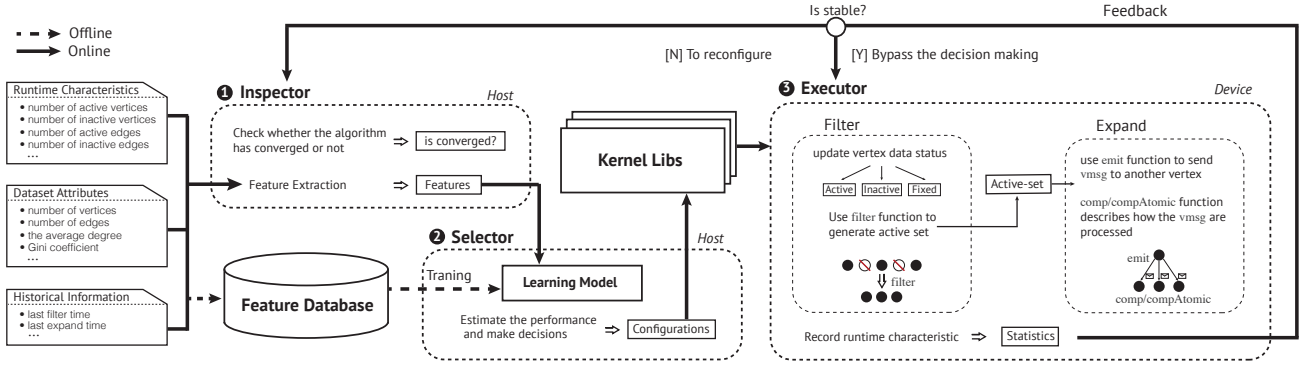 Is stable?
Feedback
Offline
Online
[N] To reconfigure
[Y] Bypass the decision making
Runtime Characteristics
• number of active vertices
• number of inactive vertices
• number of active edges
• number of inactive edges
...
Dataset Attributes
• number of vertices
• number of edges
• the average degree
• Gini coefficient
...
Historical Information
• last filter time
• last expand time
...
1 Inspector
Host
Check whether the algorithm
has converged or not
is converged?
Feature Extraction
Features
Feature Database
Traning
2 Selector
Host
Learning Model
Estimate the performance
and make decisions
Configurations
Kernel Libs
3 Executor
Device
Filter
update vertex data status
Active
Inactive
Fixed
Use filter function to
generate active set
filter
Active-set
Expand
use emit function to send
vmsg to another vertex
comp/compAtomic function
describes how the vmsg are
processed
emit
comp/compAtomic
Record runtime characteristic
Statistics